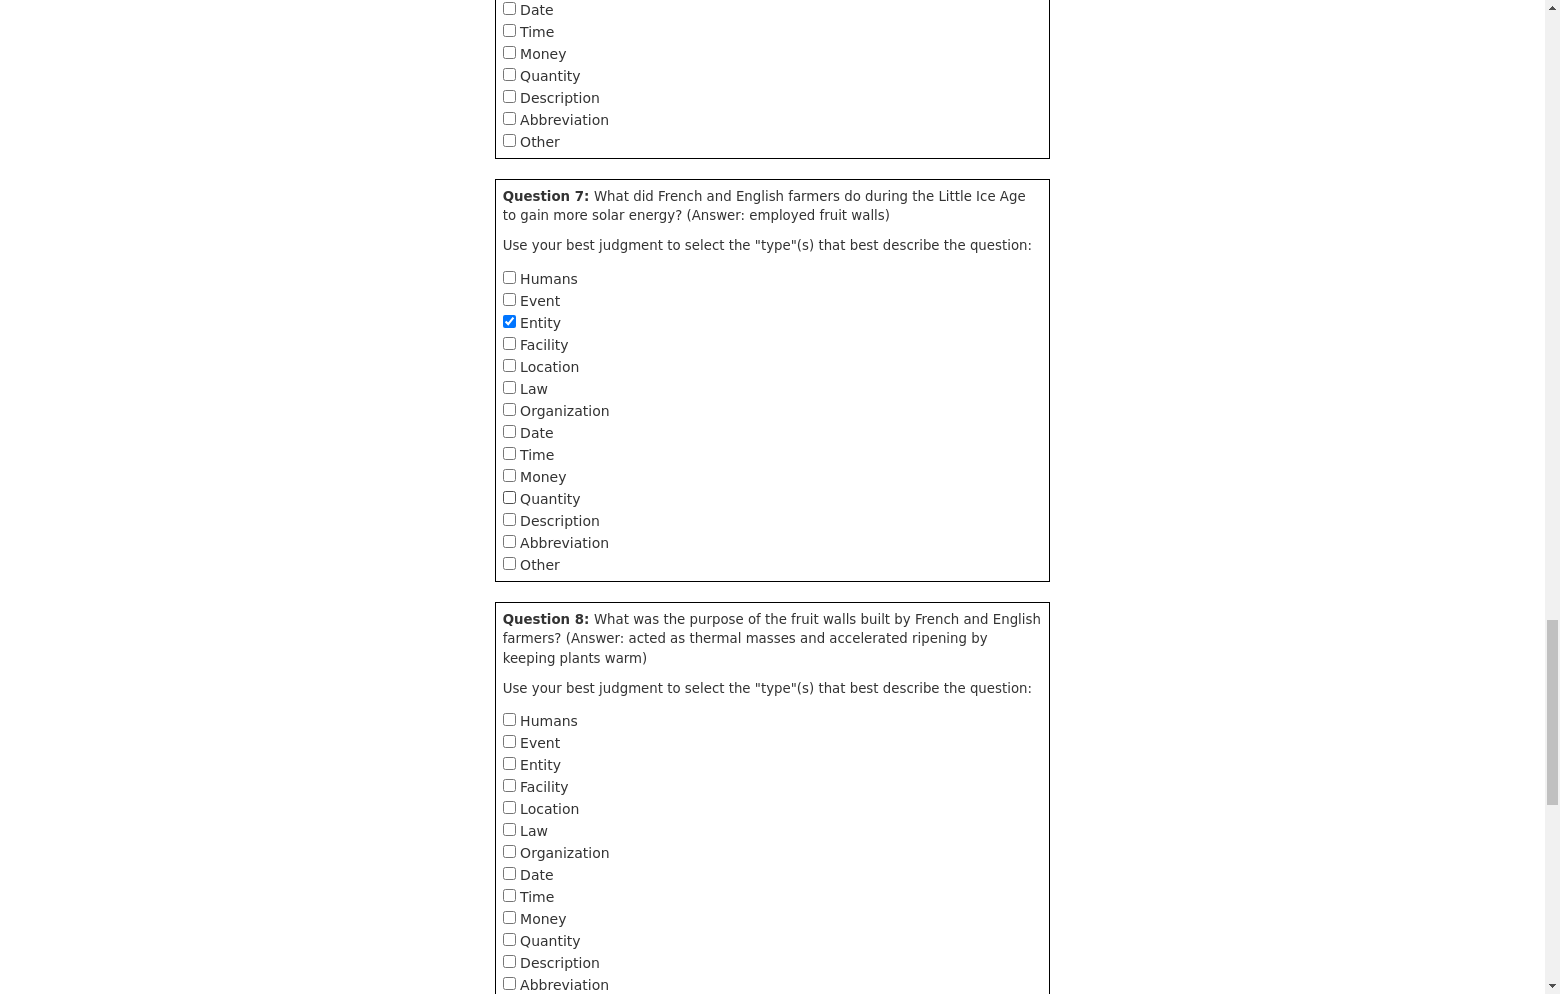 Date
Time
Money
Quantity
Description
Abbreviation
Other
Question 7: What did French and English farmers do during the Little Ice Age
to gain more solar energy? (Answer: employed fruit walls)
Use your best judgment to select the "type"(s) that best describe the question:
Humans
Event
Entity
Facility
Location
Law
Organization
Date
Time
Money
Quantity
Description
Abbreviation
Other
Question 8: What was the purpose of the fruit walls built by French and English
farmers? (Answer: acted as thermal masses and accelerated ripening by
keeping plants warm)
Use your best judgment to select the "type"(s) that best describe the question:
Humans
Event
Entity
Facility
Location
Law
Organization
Date
Time
Money
Quantity
Description
Abbreviation